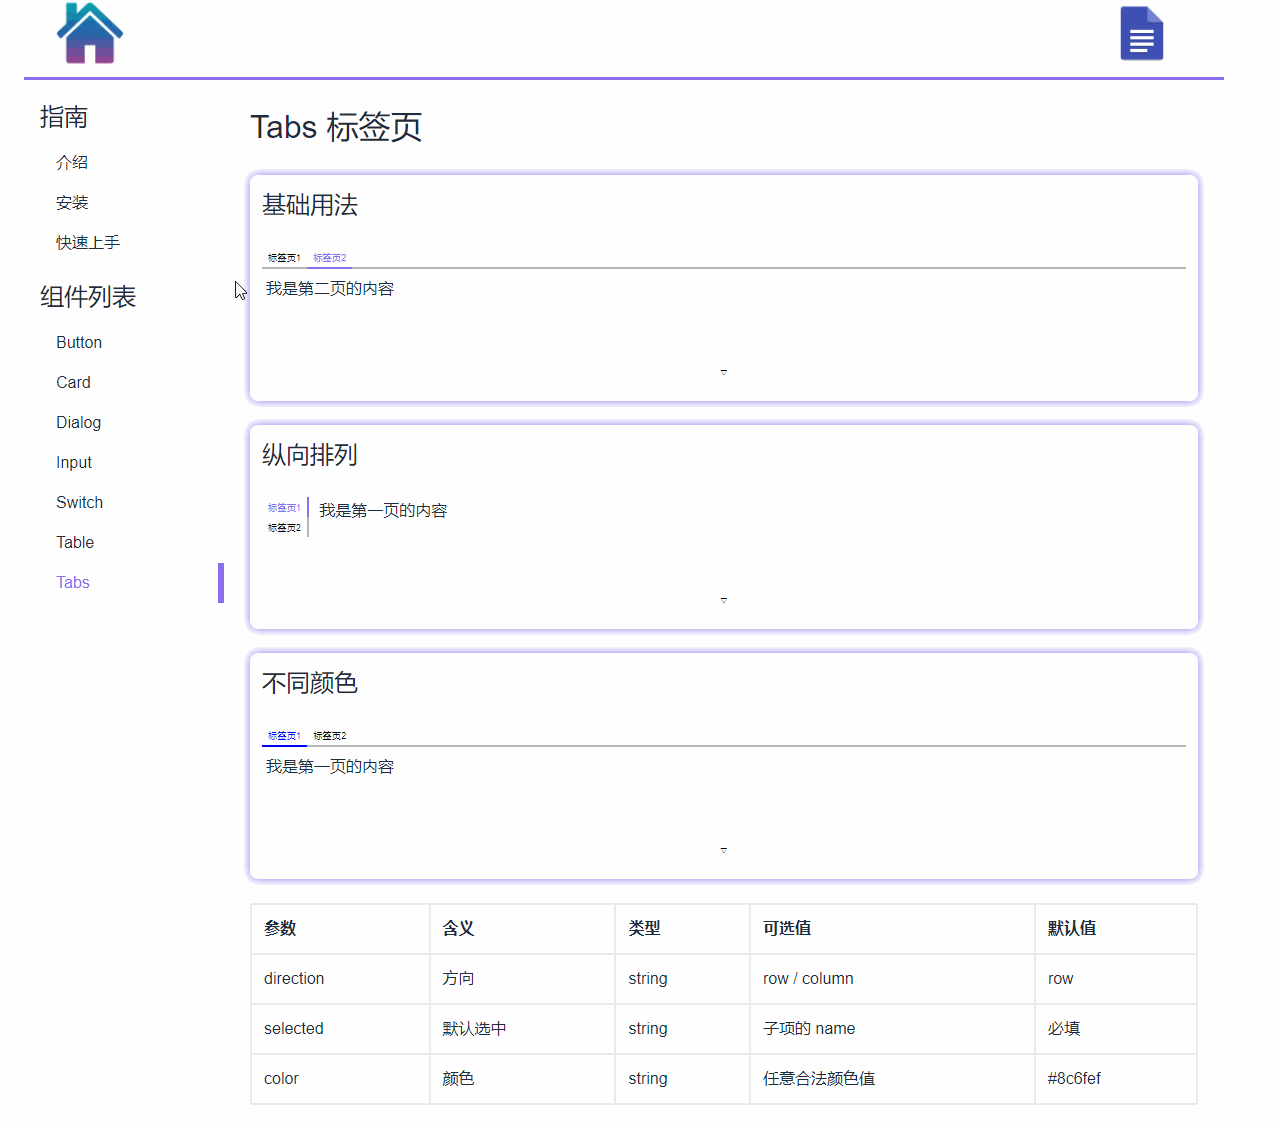 指南
介绍
安装
快速上手
组件列表
Button
Card
Dialog
Input
Switch
Table
Tabs
Tabs 标签页
基础用法
标签页1 标签页2
我是第二页的内容
纵向排列
标签页1
标签页2
我是第一页的内容
不同颜色
标签页1 标签页2
我是第一页的内容
参数 含义 类型 可选值 默认值
direction 方向 string row / column row
selected 默认选中 string 子项的 name 必填
color 颜色 string 任意合法颜色值 #8c6fef